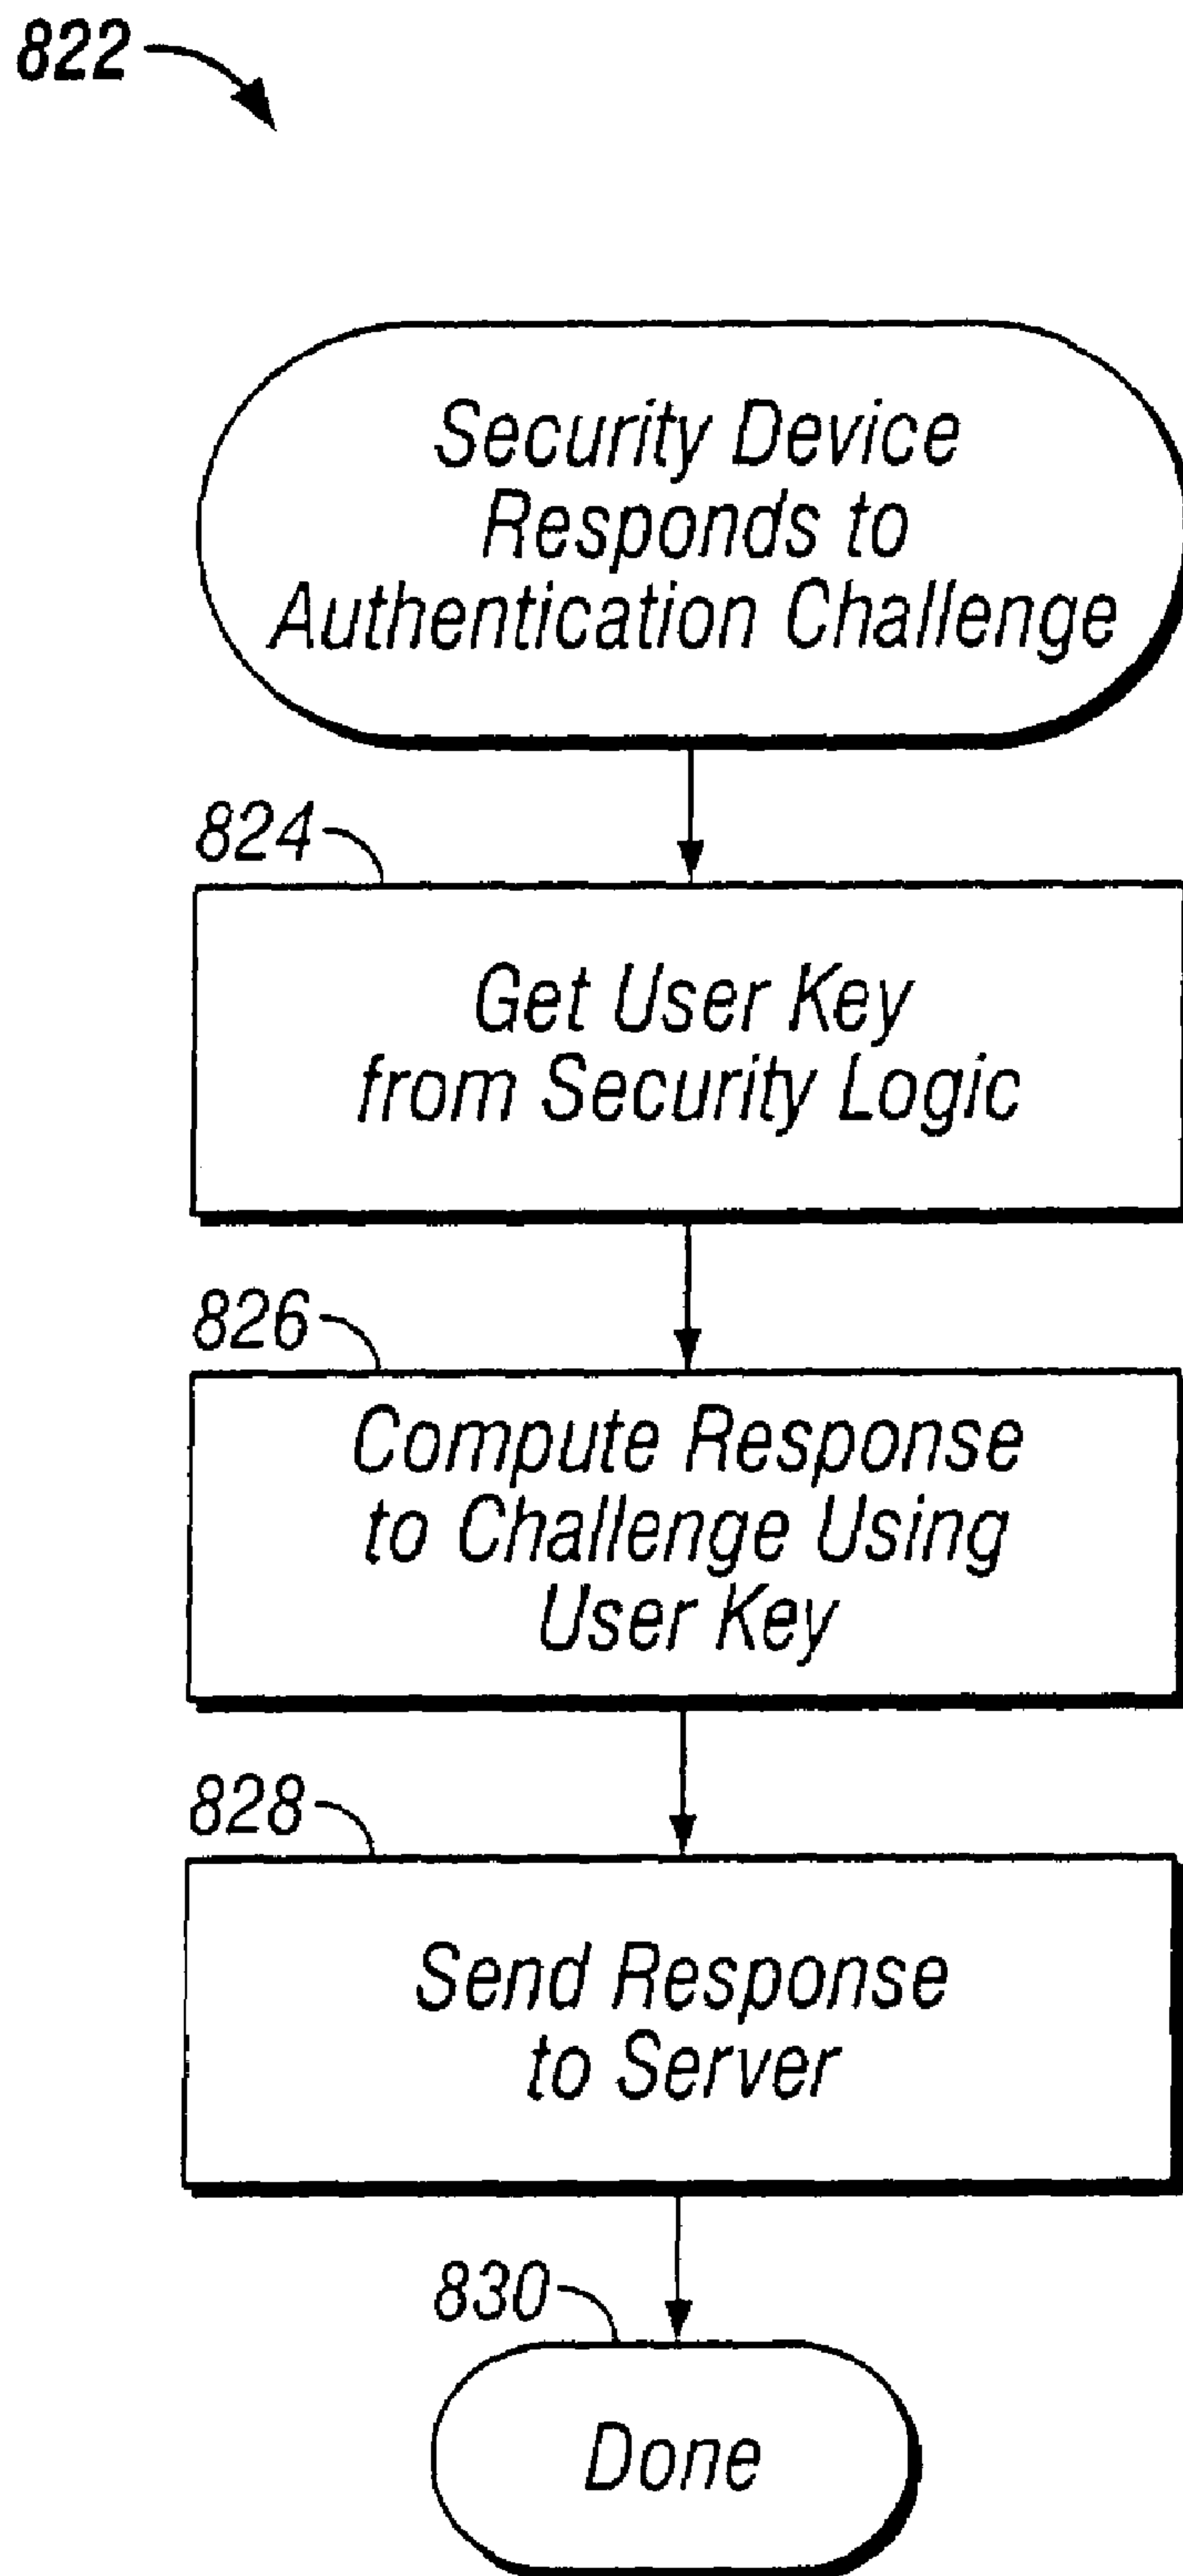 822
Security Device
Responds to
Authentication Challenge
824
Get User Key
from Security Logic
826
Compute Response
to Challenge Using
User Key
828
Send Response
to Server
830
Done